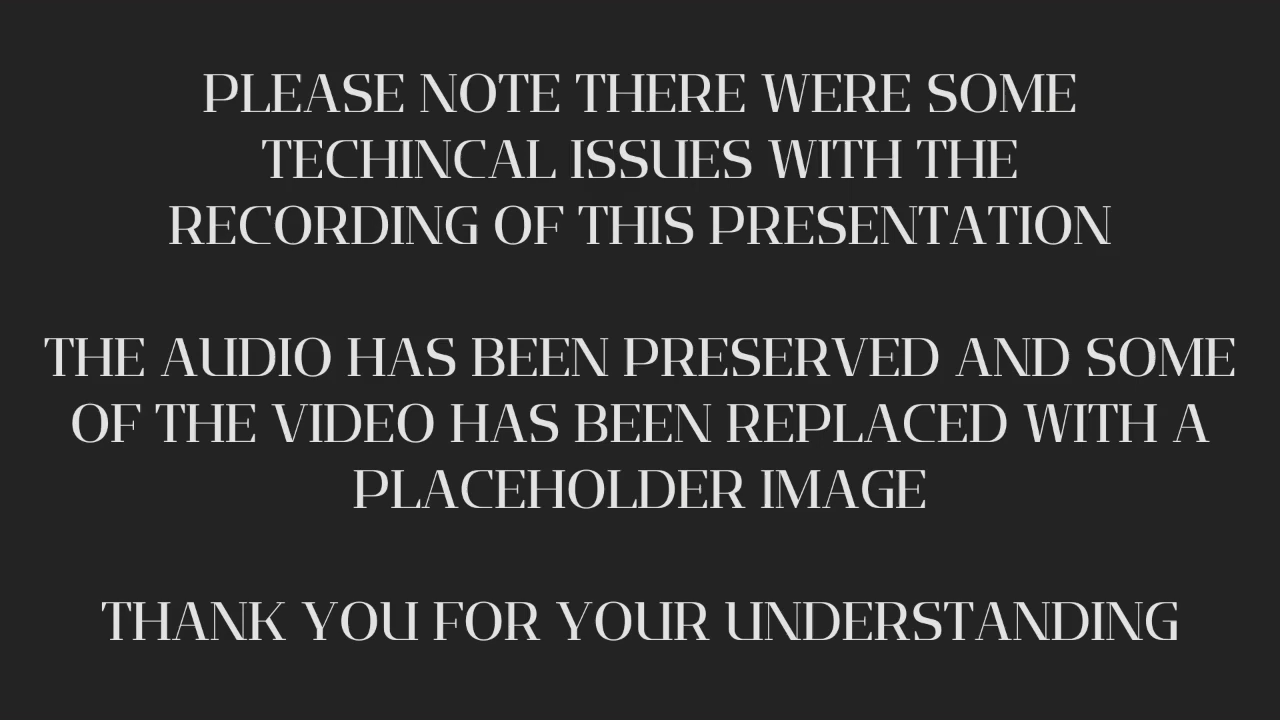 PLEASE NOTE THERE WERE SOME
TECHINCAL ISSUES WITH THE
RECORDING OF THIS PRESENTATION
THE AUDIO HAS BEEN PRESERVED AND SOME
OF THE VIDEO HAS BEEN REPLACED WITH A
PLACEHOLDER IMAGE
THANK YOU FOR YOUR UNDERSTANDING